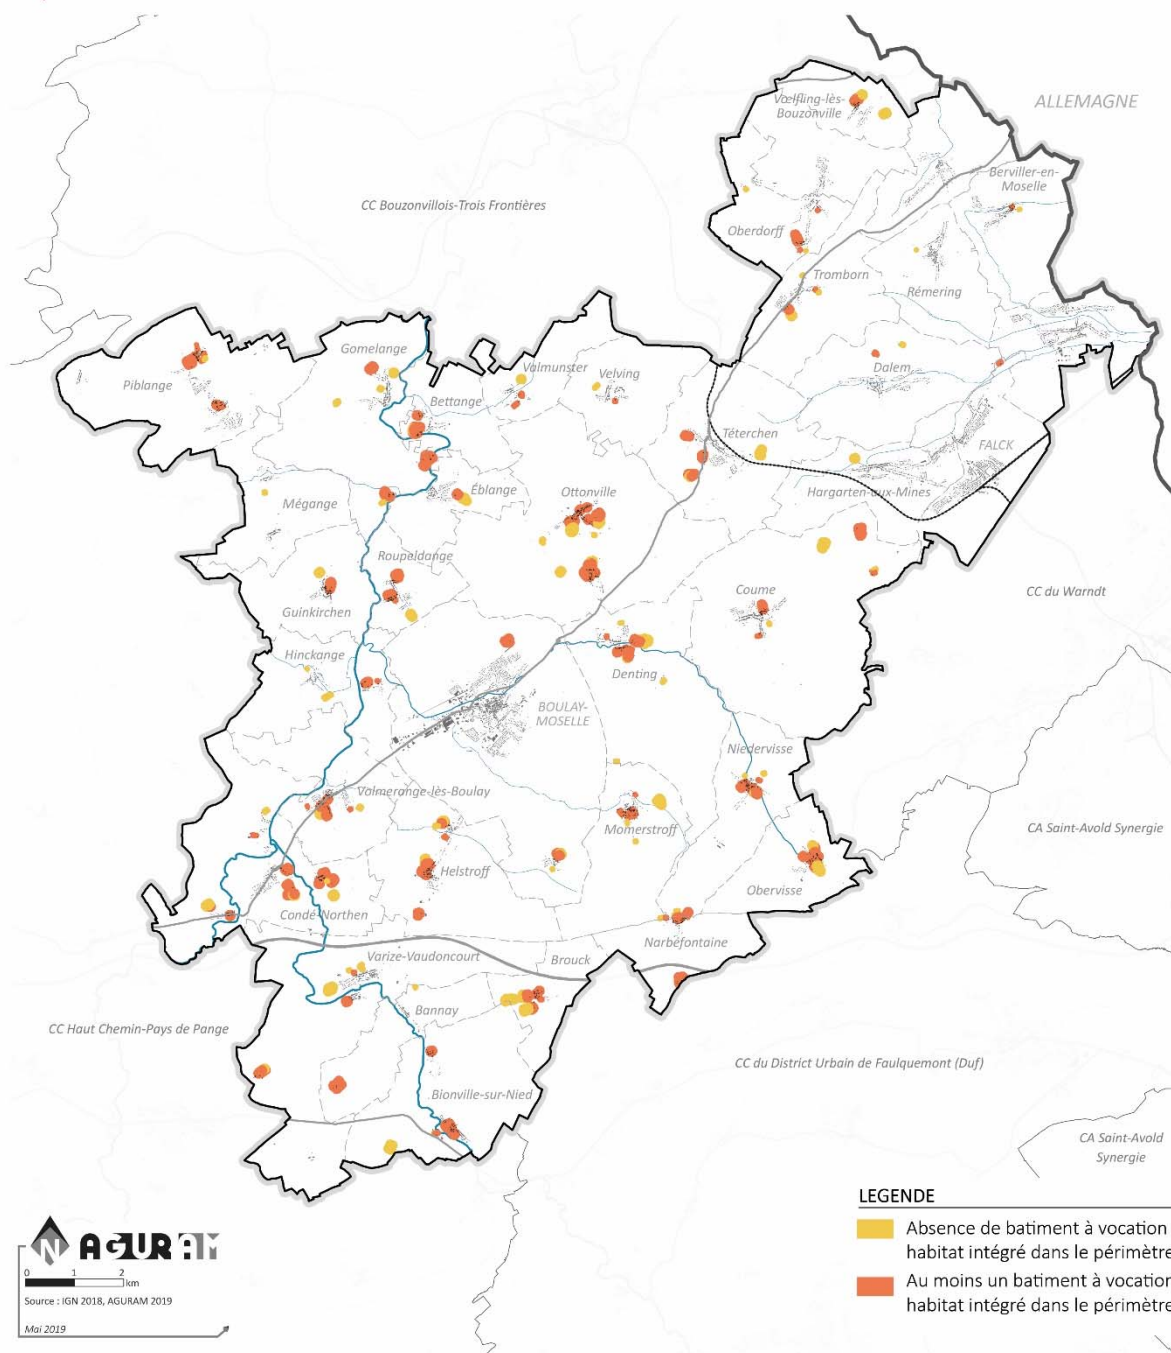 ALLEMAGNE
Vœlfling-lès-
Bouzonville
Berviller-en-
Moselle
CC Bouzonvillois-Trois Frontières
Oberdorff
Tromborn
Rémering
Gomelange
Piblange
Valmunster
Velving
Dalem
Bettange
Téterchen
FALCK
Éblange
Ottonville
Hargarten-aux-Mines
Mégange
Roupeldange
Coume
CC du Warndt
Guinkirchen
Hinckange
Denting
BOULAY-
MOSELLE
Niedervisse
Valmerange-lès-Boulay
Momerstroff
CA Saint-Avold Synergie
Helstroff
Obervisse
Condé-Northen
Narbéfontaine
Varize-Vaudoncourt
Brouck
Bannay
CC Haut Chemin-Pays de Pange
CC du District Urbain de Faulquemont (Duf)
Bionville-sur-Nied
CA Saint-Avold
Synergie
LEGENDE
Absence de batiment à vocation
habitat intégré dans le périmètre
Au moins un batiment à vocation
habitat intégré dans le périmètre
N AGURAM
0 1 2
km
Source : IGN 2018, AGURAM 2019
Mai 2019